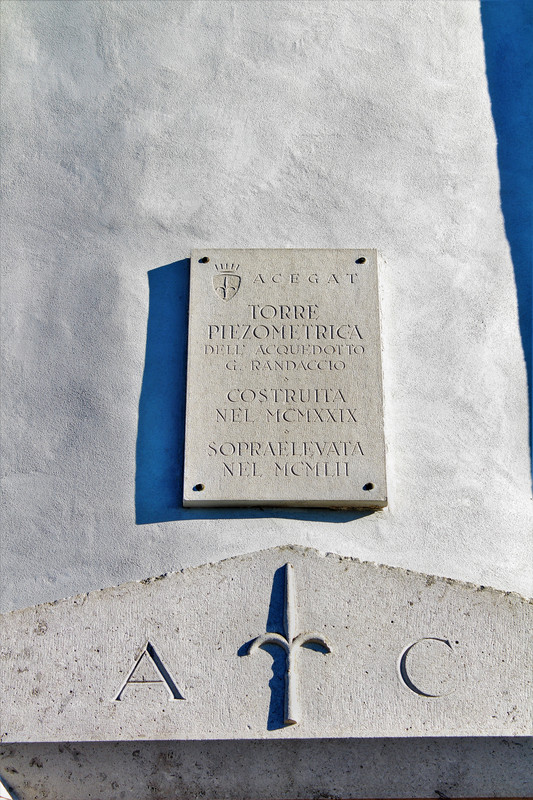 ACEGAT
TORRE
PIEZOMETRICA
DELL' ACQUEDOTTO
G. RANDACCIO
COSTRUITA
NEL MCMXXIX
SOPRAELEVATA
NEL MCMLII
A C